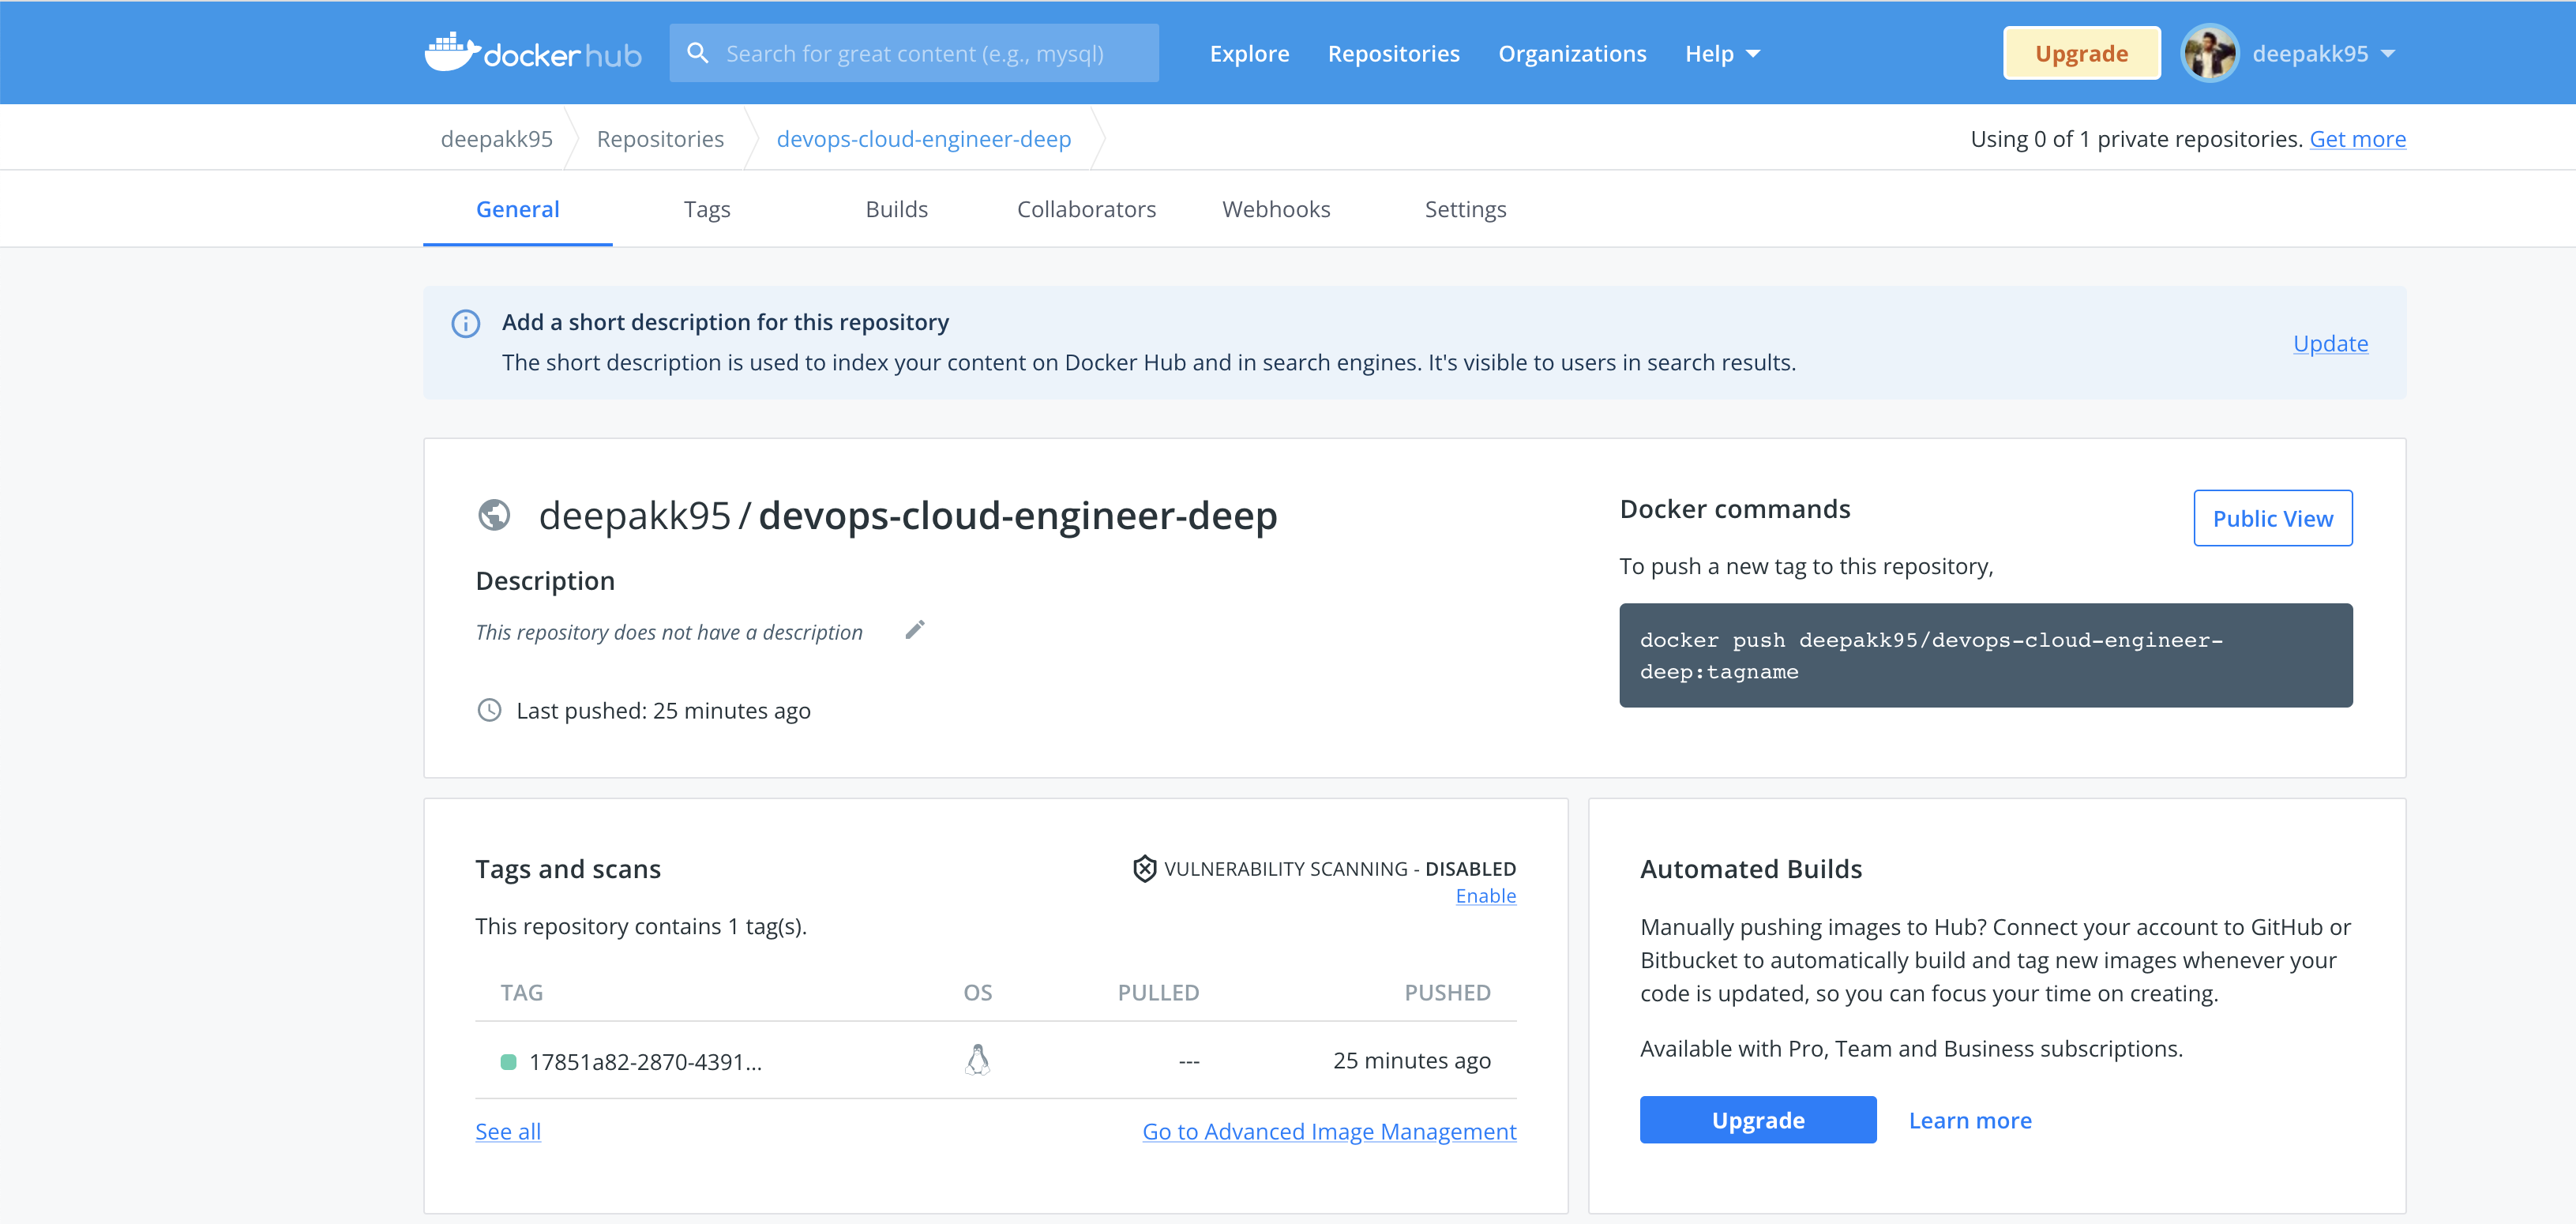 docker hub
Search for great content (e.g., mysql)
Explore
Repositories
Organizations
Help
Upgrade
deepakk95
deepakk95
Repositories
devops-cloud-engineer-deep
Using 0 of 1 private repositories. Get more
General
Tags
Builds
Collaborators
Webhooks
Settings
Add a short description for this repository
The short description is used to index your content on Docker Hub and in search engines. It's visible to users in search results.
Update
deepakk95 / devops-cloud-engineer-deep
Description
This repository does not have a description
Last pushed: 25 minutes ago
Docker commands
Public View
To push a new tag to this repository,
docker push deepakk95/devops-cloud-engineer-
deep:tagname
Tags and scans
VULNERABILITY SCANNING - DISABLED
Enable
This repository contains 1 tag(s).
TAG OS PULLED PUSHED
17851a82-2870-4391... --- 25 minutes ago
See all
Go to Advanced Image Management
Automated Builds
Manually pushing images to Hub? Connect your account to GitHub or
Bitbucket to automatically build and tag new images whenever your
code is updated, so you can focus your time on creating.
Available with Pro, Team and Business subscriptions.
Upgrade
Learn more